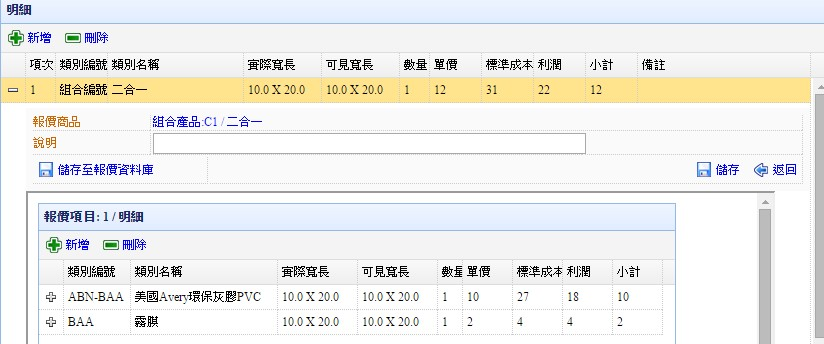 明細
新增 刪除
項次 類別編號 類別名稱 實際寬長 可見寬長 數量 單價 標準成本 利潤 小計 備註
1 組合編號 二合一 10.0 X 20.0 10.0 X 20.0 1 12 31 22 12
報價商品 組合產品:C1 / 二合一
說明
儲存至報價資料庫 儲存 返回
報價項目: 1 / 明細
新增 刪除
類別編號 類別名稱 實際寬長 可見寬長 數量 單價 標準成本 利潤 小計
ABN-BAA 美國Avery環保灰膠PVC 10.0 X 20.0 10.0 X 20.0 1 10 27 18 10
BAA 霧膜 10.0 X 20.0 10.0 X 20.0 1 2 4 4 2